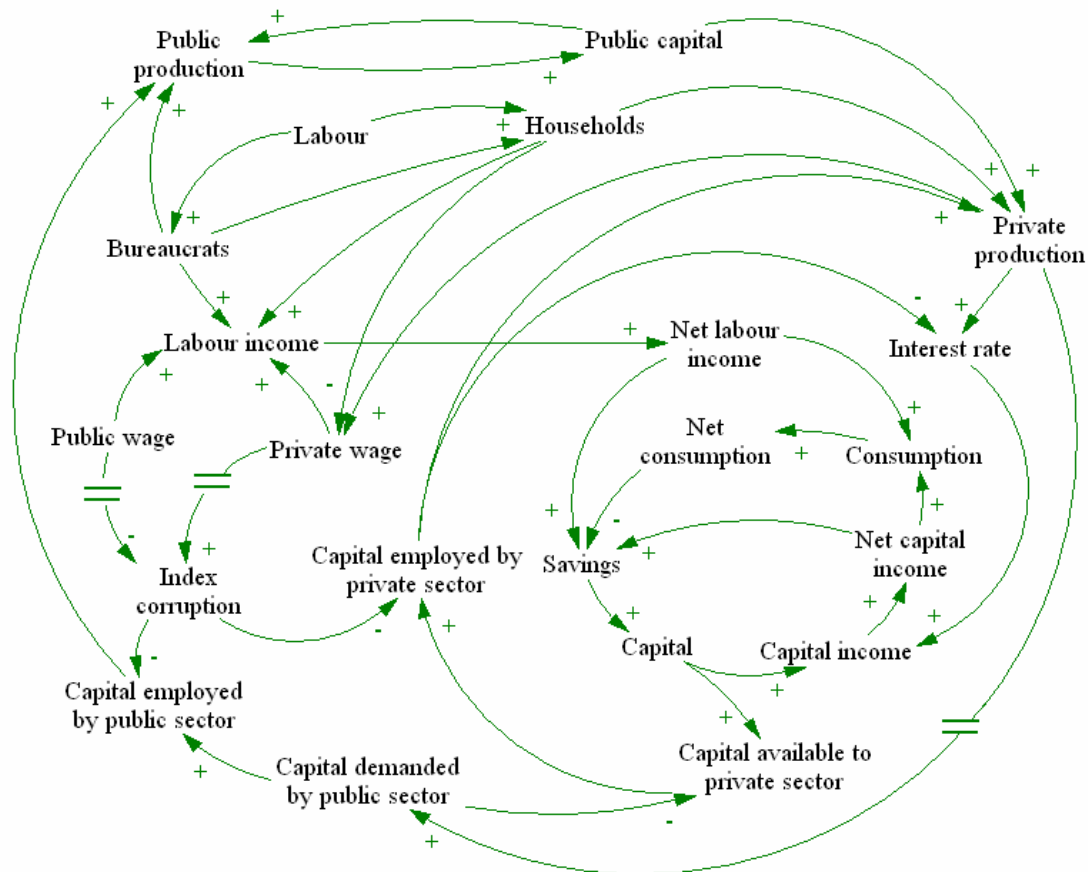 Public
production
Public capital
Labour
Households
Bureaucrats
Private
production
Labour income
Net labour
income
Interest rate
Public wage
Private wage
Net
consumption
Consumption
Index
corruption
Capital employed by
private sector
Savings
Net capital
income
Capital
Capital income
Capital employed
by public sector
Capital demanded
by public sector
Capital available to
private sector